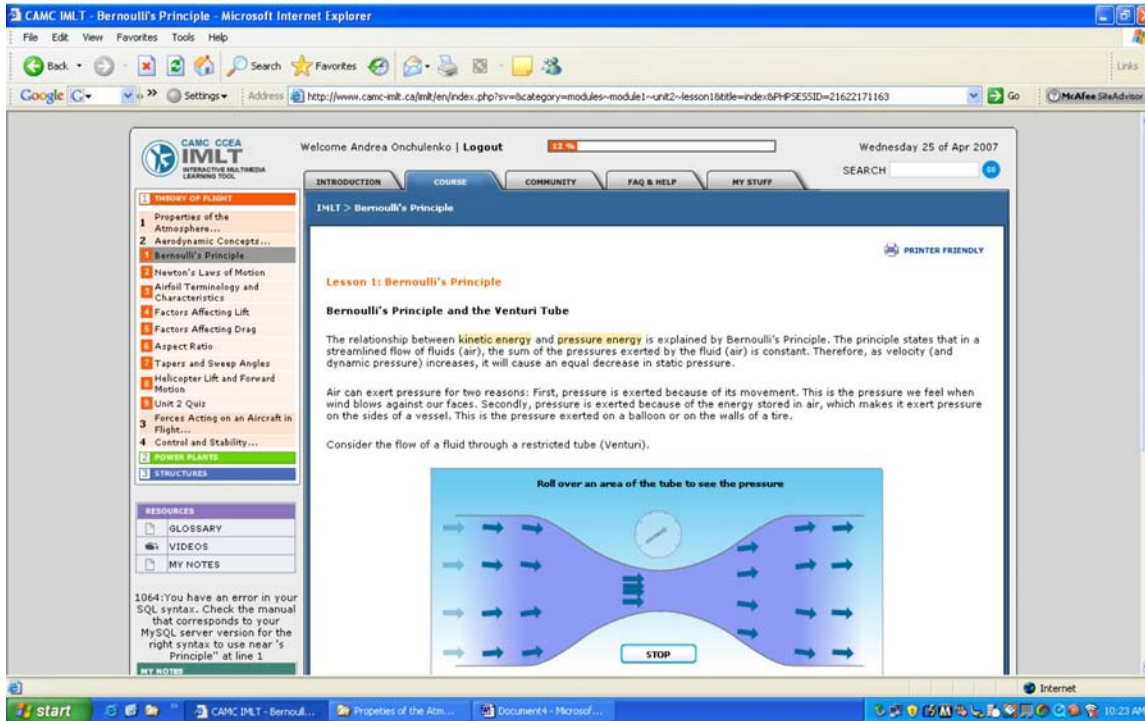 CAMC IMLT - Bernoulli's Principle - Microsoft Internet Explorer
File Edit View Favorites Tools Help
Back Search Favorites
Links
Google G Settings Address http://www.camc-imlt.ca/imlt/en/index.php?sv=&category=modules~module1~unit2~lesson1&title=index&PHPSESSID=21622171163 Go McAfee SiteAdvisor
CAMC CCEA
IMLT
INTERACTIVE MULTIMEDIA
LEARNING TOOL
Welcome Andrea Onchulenko | Logout
12 %
Wednesday 25 of Apr 2007
SEARCH GO
INTRODUCTION COURSE COMMUNITY FAQ & HELP MY STUFF
IMLT > Bernoulli's Principle
1 THEORY OF FLIGHT
1 Properties of the
Atmosphere...
2 Aerodynamic Concepts...
1 Bernoulli's Principle
2 Newton's Laws of Motion
3 Airfoil Terminology and
Characteristics
4 Factors Affecting Lift
5 Factors Affecting Drag
6 Aspect Ratio
7 Tapers and Sweep Angles
8 Helicopter Lift and Forward
Motion
9 Unit 2 Quiz
3 Forces Acting on an Aircraft in
Flight...
4 Control and Stability...
2 POWER PLANTS
3 STRUCTURES
RESOURCES
GLOSSARY
VIDEOS
MY NOTES
1064:You have an error in your
SQL syntax. Check the manual
that corresponds to your
MySQL server version for the
right syntax to use near 's
Principle" at line 1
MY NOTES
PRINTER FRIENDLY
Lesson 1: Bernoulli's Principle
Bernoulli's Principle and the Venturi Tube
The relationship between kinetic energy and pressure energy is explained by Bernoulli's Principle. The principle states that in a
streamlined flow of fluids (air), the sum of the pressures exerted by the fluid (air) is constant. Therefore, as velocity (and
dynamic pressure) increases, it will cause an equal decrease in static pressure.
Air can exert pressure for two reasons: First, pressure is exerted because of its movement. This is the pressure we feel when
wind blows against our faces. Secondly, pressure is exerted because of the energy stored in air, which makes it exert pressure
on the sides of a vessel. This is the pressure exerted on a balloon or on the walls of a tire.
Consider the flow of a fluid through a restricted tube (Venturi).
Roll over an area of the tube to see the pressure
STOP
Internet
start CAMC IMLT - Bernoull... Propeties of the Atm... Document4 - Microsof... 10:23 AM